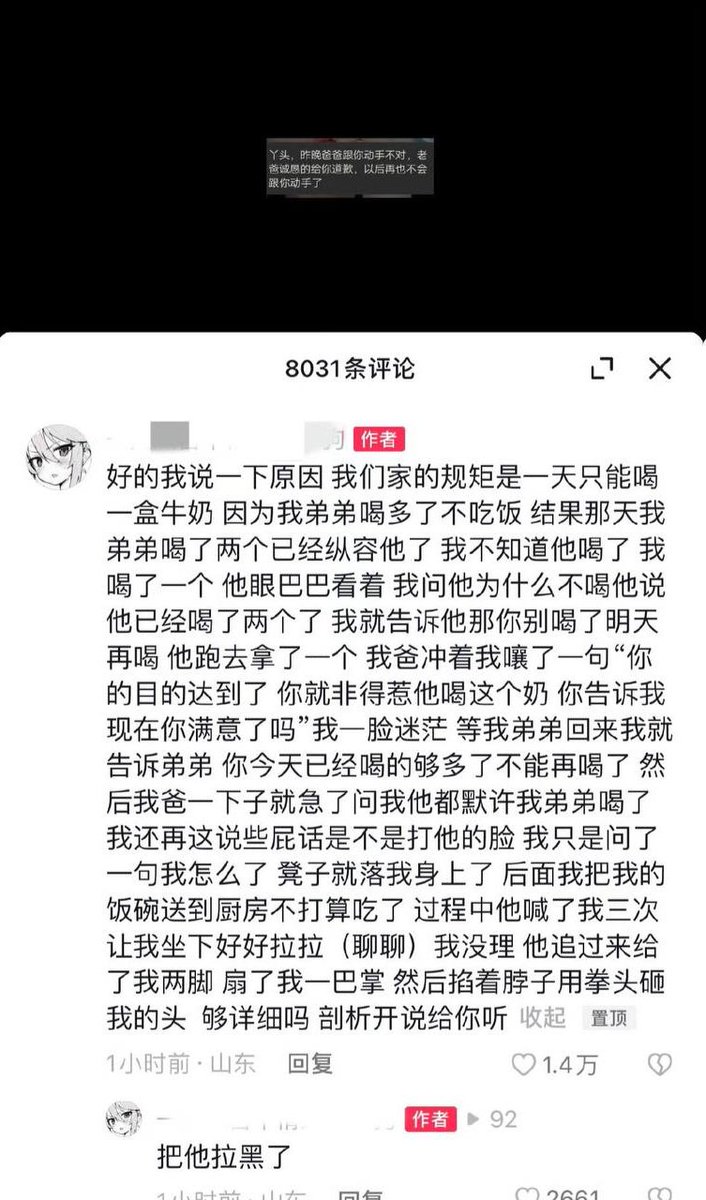 丫头，昨晚爸爸跟你动手不对，老
爸诚恳的给你道歉，以后再也不会
跟你动手了
8031条评论
作者
好的我说一下原因 我们家的规矩是一天只能喝
一盒牛奶 因为我弟弟喝多了不吃饭 结果那天我
弟弟喝了两个已经纵容他了 我不知道他喝了 我
喝了一个 他眼巴巴看着 我问他为什么不喝他说
他已经喝了两个了 我就告诉他那你别喝了明天
再喝 他跑去拿了一个 我爸冲着我嚷了一句“你
的目的达到了 你就非得惹他喝这个奶 你告诉我
现在你满意了吗”我一脸迷茫 等我弟弟回来我就
告诉弟弟 你今天已经喝的够多了不能再喝了 然
后我爸一下子就急了问我他都默许我弟弟喝了
我还再这说些屁话是不是打他的脸 我只是问了
一句我怎么了 凳子就落我身上了 后面我把我的
饭碗送到厨房不打算吃了 过程中他喊了我三次
让我坐下好好拉拉（聊聊）我没理 他追过来给
了我两脚 扇了我一巴掌 然后掐着脖子用拳头砸
我的头 够详细吗 剖析开说给你听 收起 置顶
1小时前·山东 回复 1.4万
作者 92
把他拉黑了
1小时前·山东 回复 2661